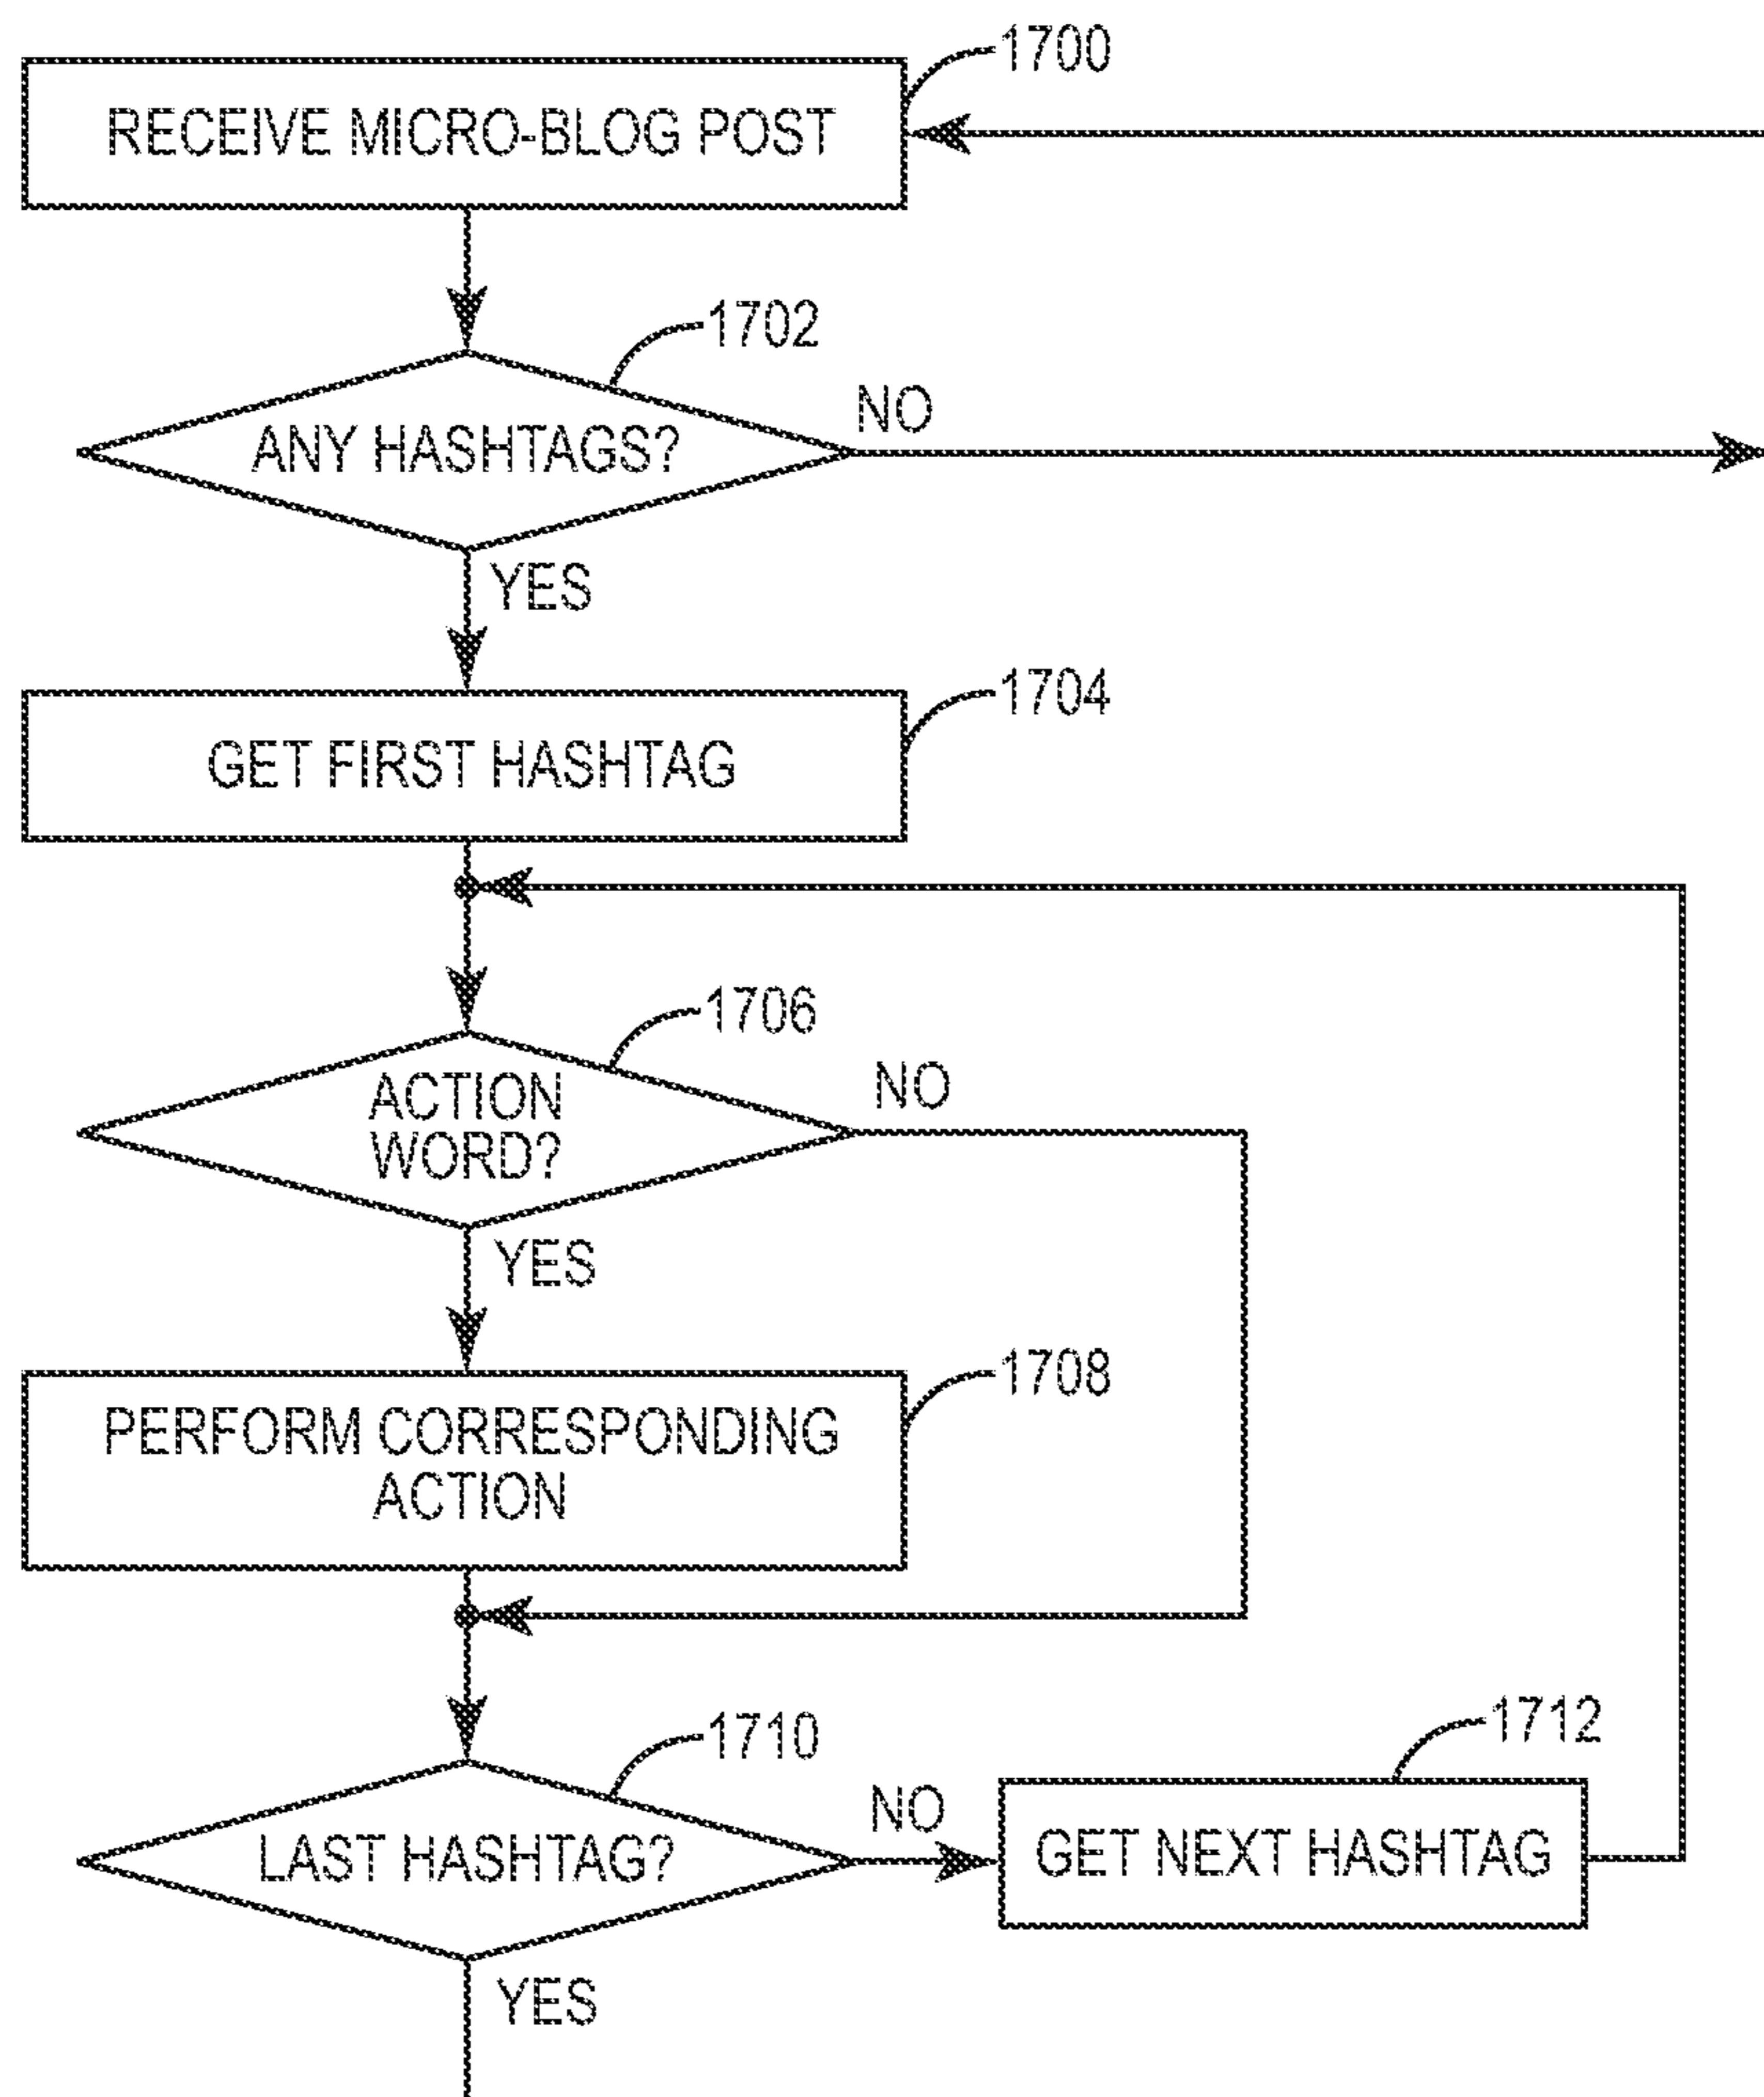 1700
RECEIVE MICRO-BLOG POST
1702
ANY HASHTAGS?
NO
YES
1704
GET FIRST HASHTAG
1706
ACTION
WORD?
NO
YES
1708
PERFORM CORRESPONDING
ACTION
1710
LAST HASHTAG?
NO
1712
GET NEXT HASHTAG
YES